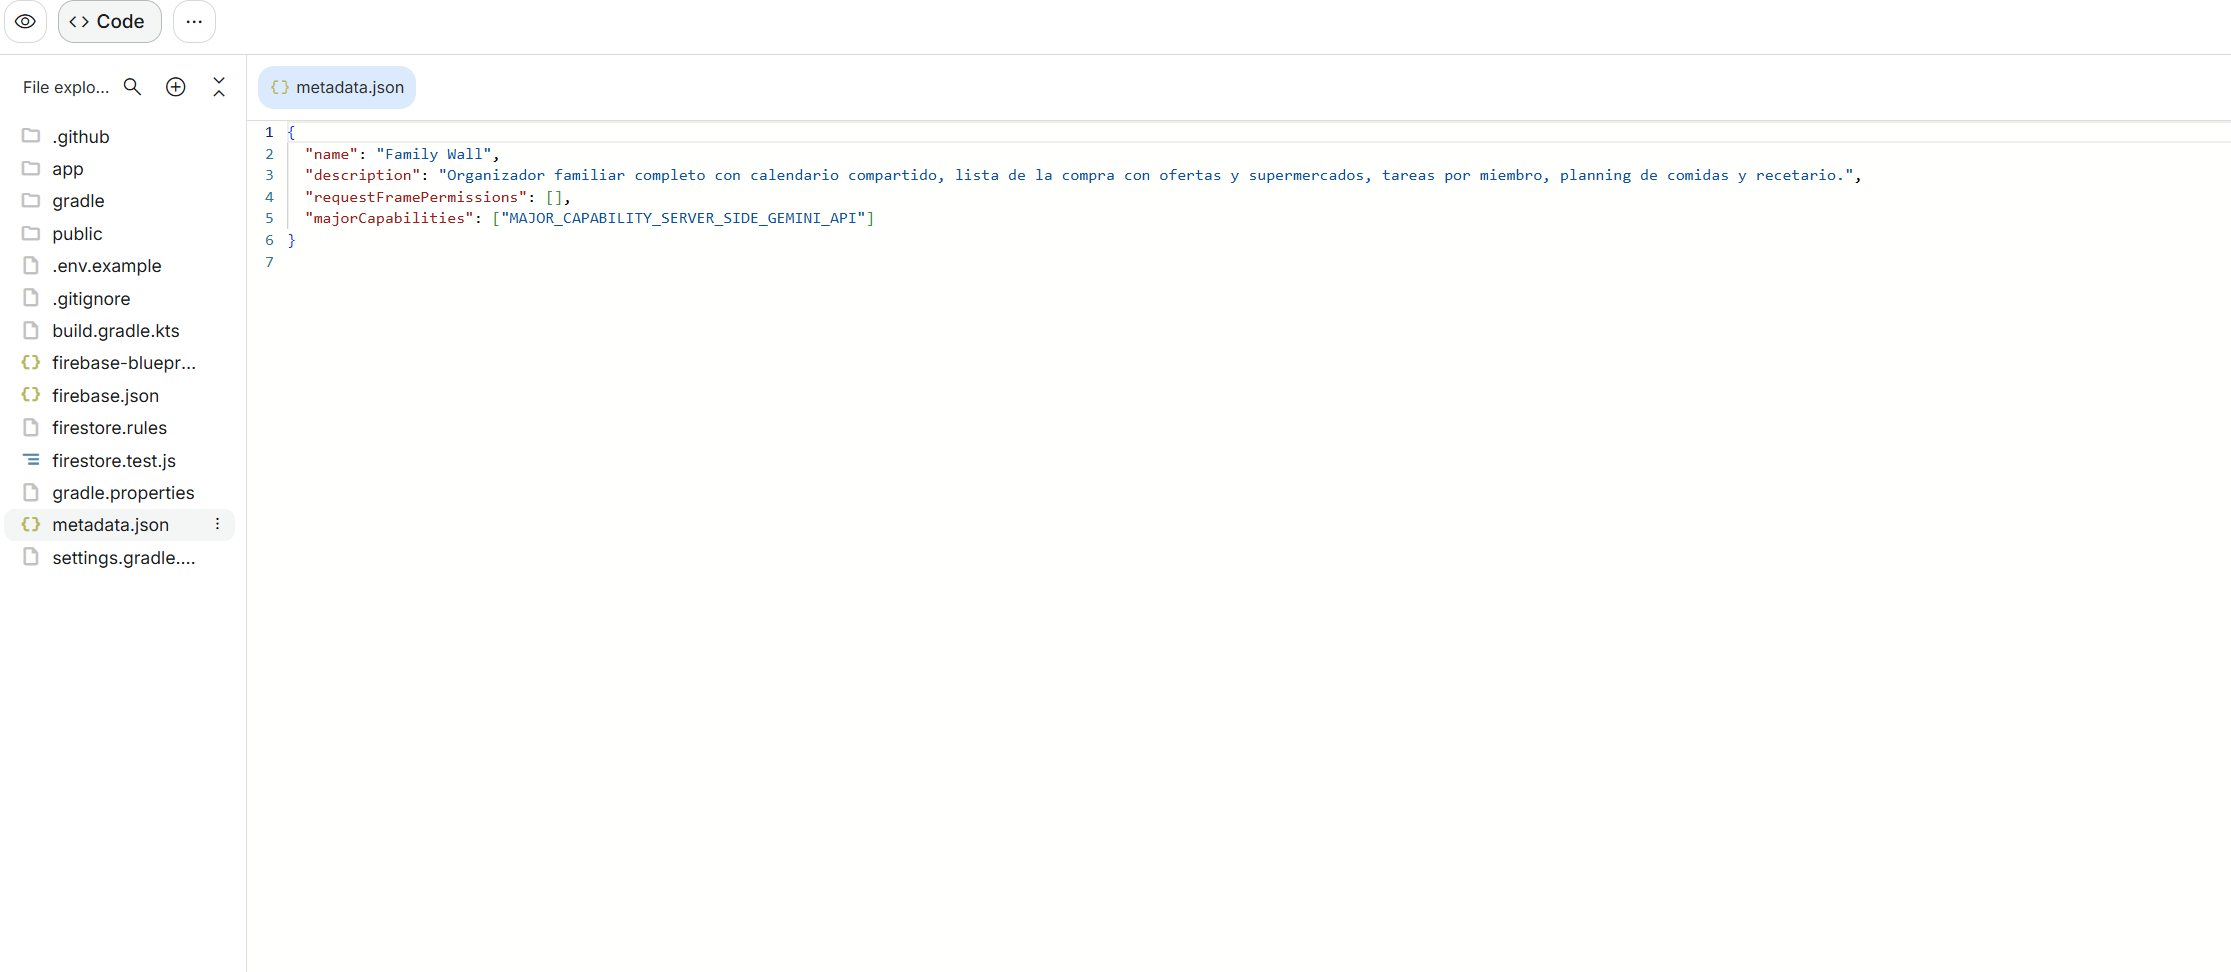 <> Code ...
File explo...
metadata.json
.github
app
gradle
public
.env.example
.gitignore
build.gradle.kts
firebase-bluepr...
firebase.json
firestore.rules
firestore.test.js
gradle.properties
metadata.json
settings.gradle....
1 {
2 "name": "Family Wall",
3 "description": "Organizador familiar completo con calendario compartido, lista de la compra con ofertas y supermercados, tareas por miembro, planning de comidas y recetario.",
4 "requestFramePermissions": [],
5 "majorCapabilities": ["MAJOR_CAPABILITY_SERVER_SIDE_GEMINI_API"]
6 }
7